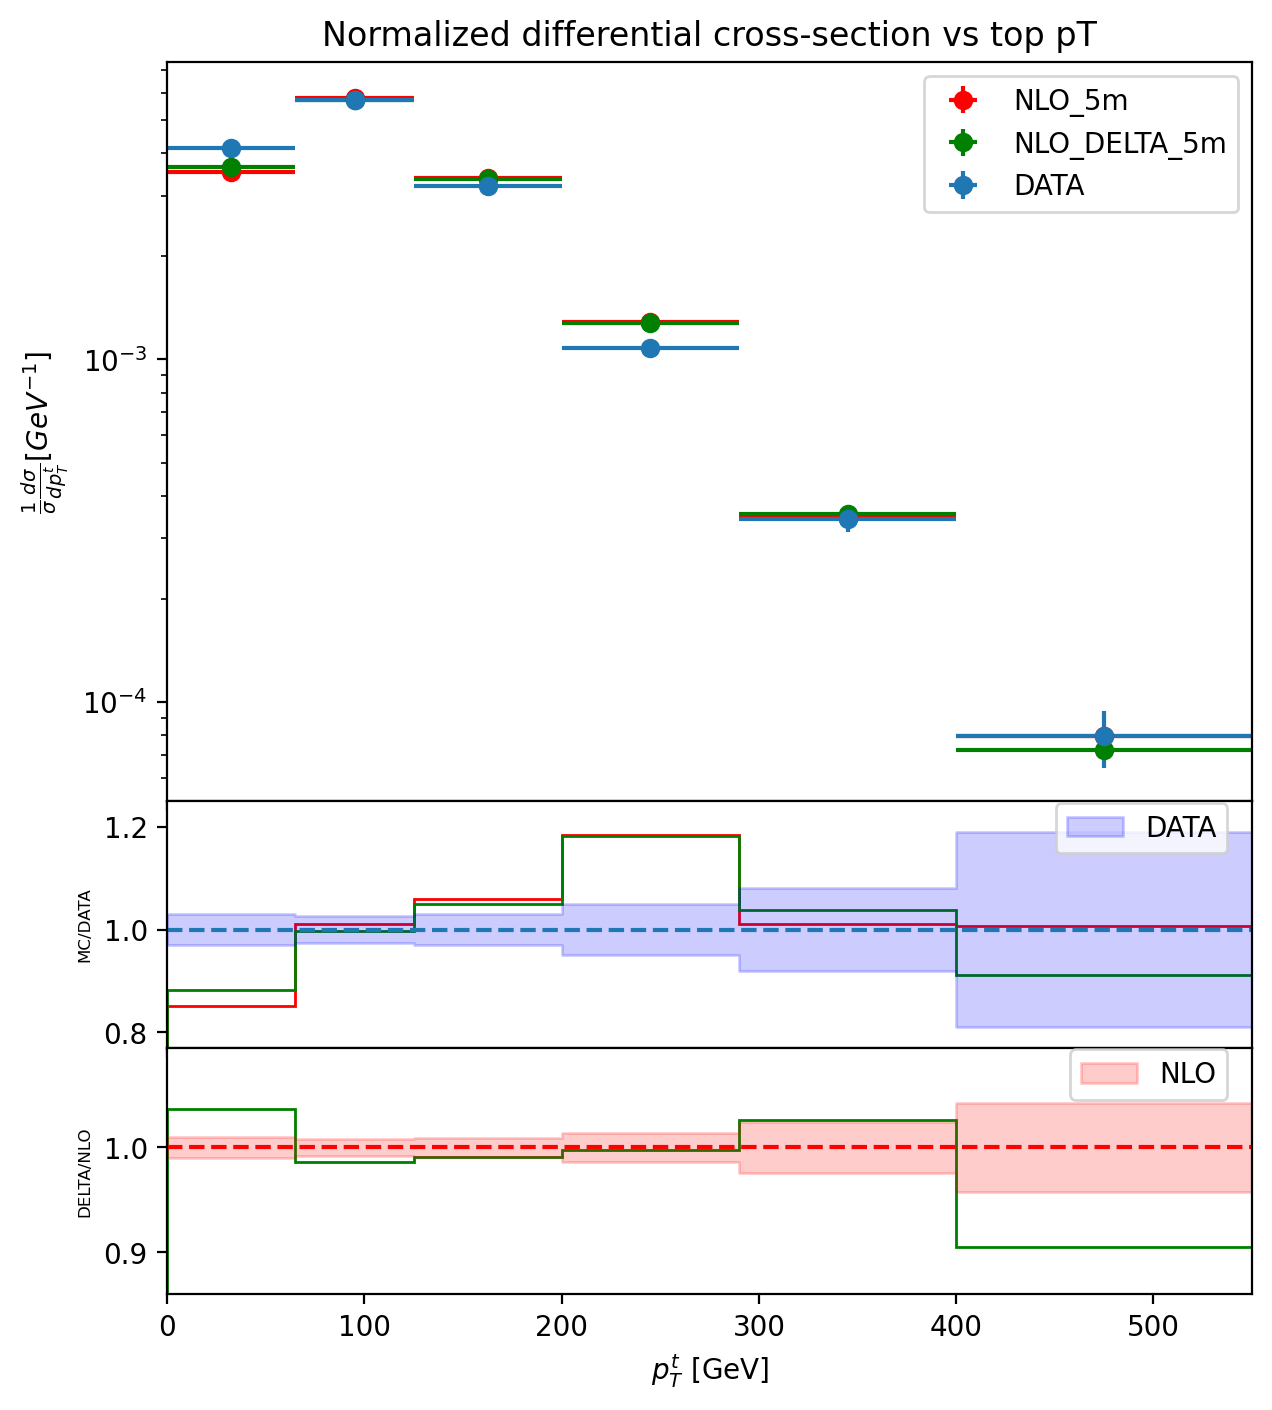 Normalized differential cross-section vs top pT
NLO_5m
NLO_DELTA_5m
DATA
10⁻³
10⁻⁴
1/σ dσ/dp_T^t [GeV⁻¹]
DATA
1.2
1.0
0.8
MC/DATA
NLO
1.0
0.9
DELTA/NLO
0 100 200 300 400 500
p_T^t [GeV]